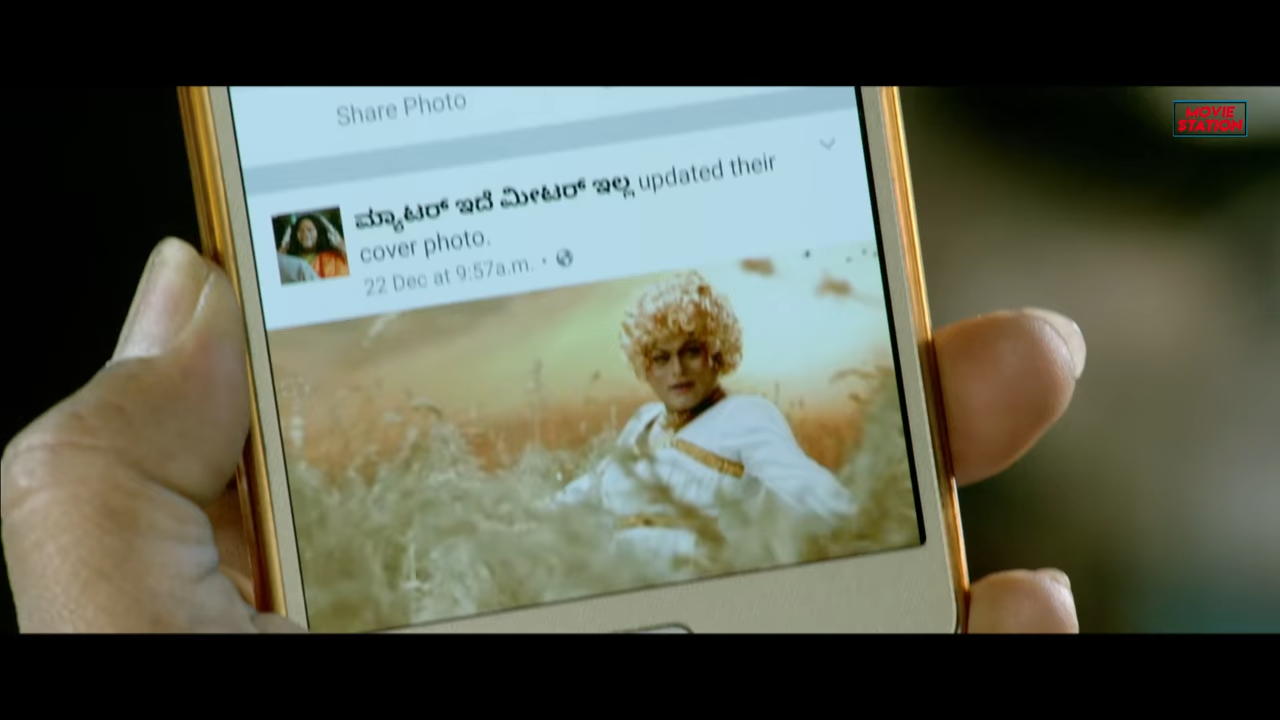 Share Photo
MOVIE
STATION
ಮ್ಯಾಟರ್ ಇದೆ ಮೀಟರ್ ಇಲ್ಲ updated their
cover photo.
22 Dec at 9:57a.m. ·